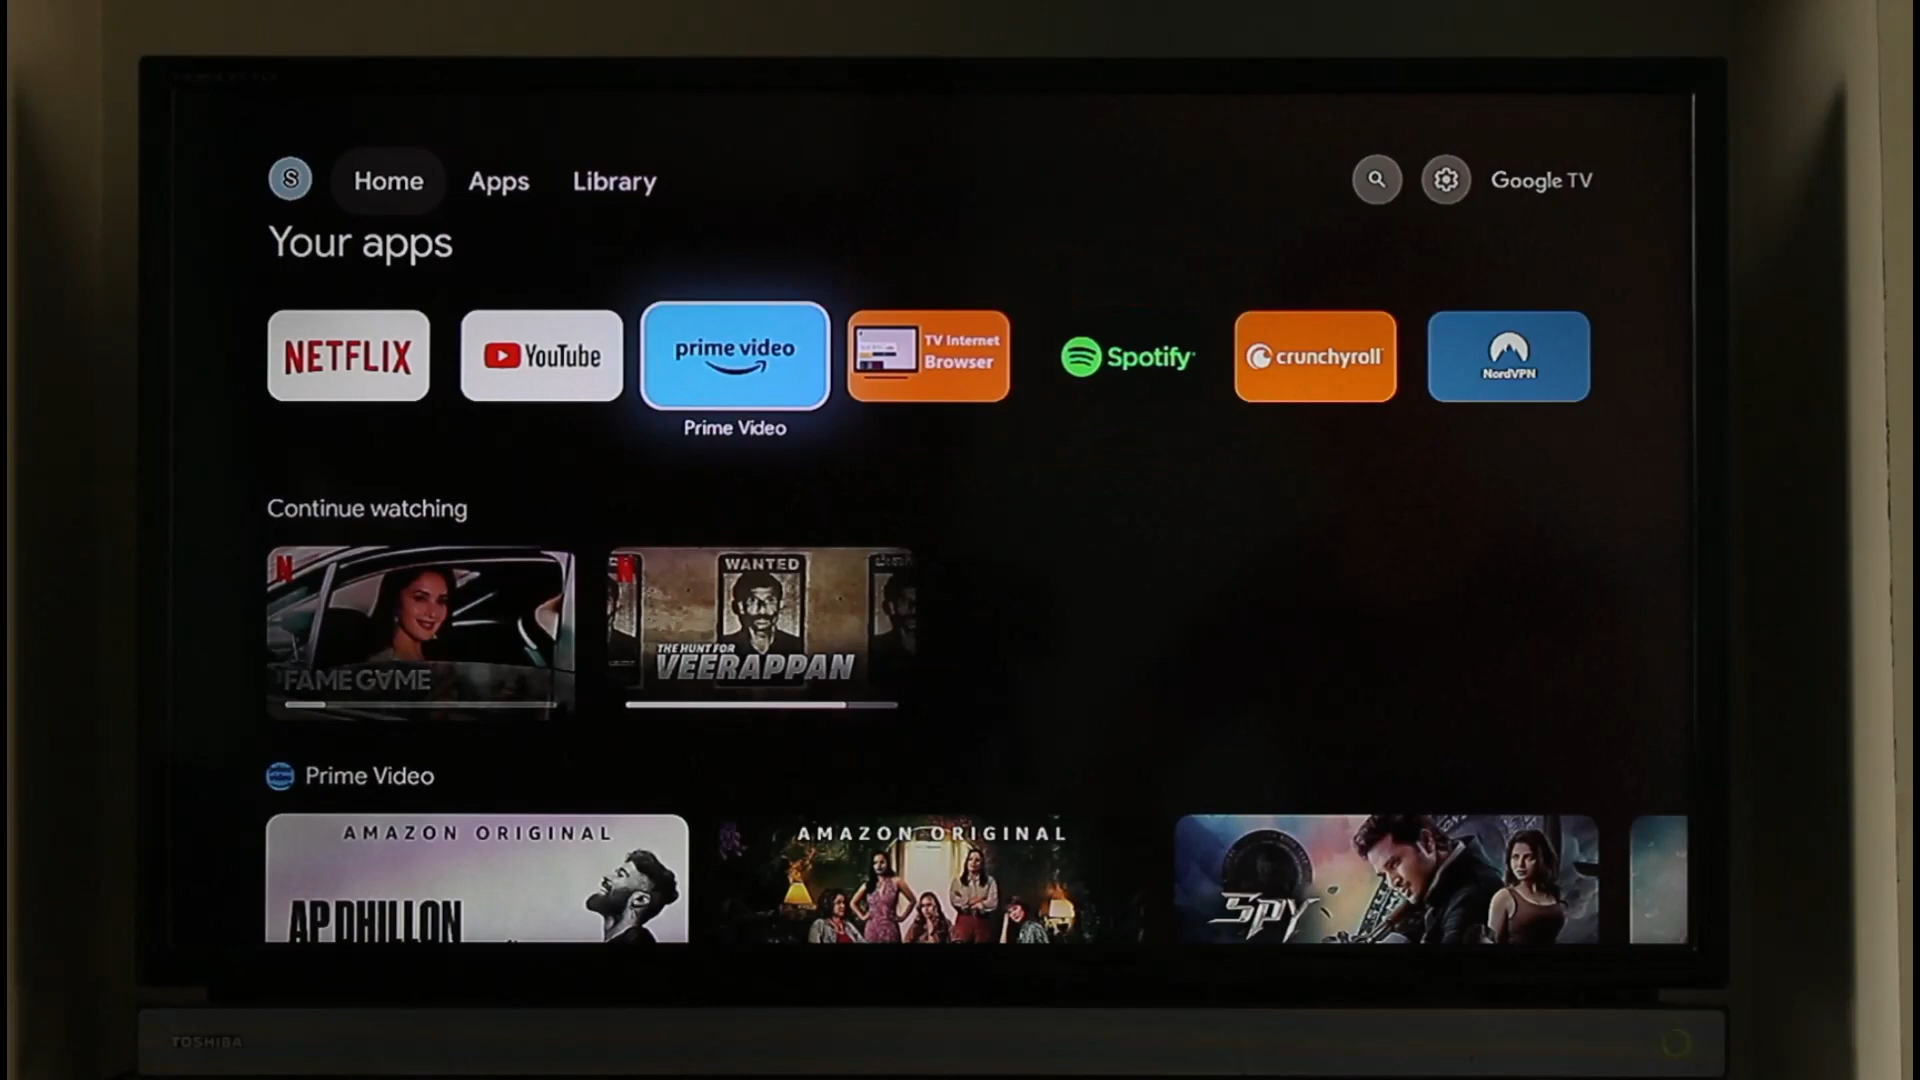 S
Home
Apps
Library
Google TV
Your apps
NETFLIX
YouTube
prime video
TV Internet
Browser
Spotify
crunchyroll
NordVPN
Prime Video
Continue watching
N
FAME GAME
N
WANTED
THE HUNT FOR
VEERAPPAN
Prime Video
AMAZON ORIGINAL
AP DHILLON
AMAZON ORIGINAL
SPY
TOSHIBA